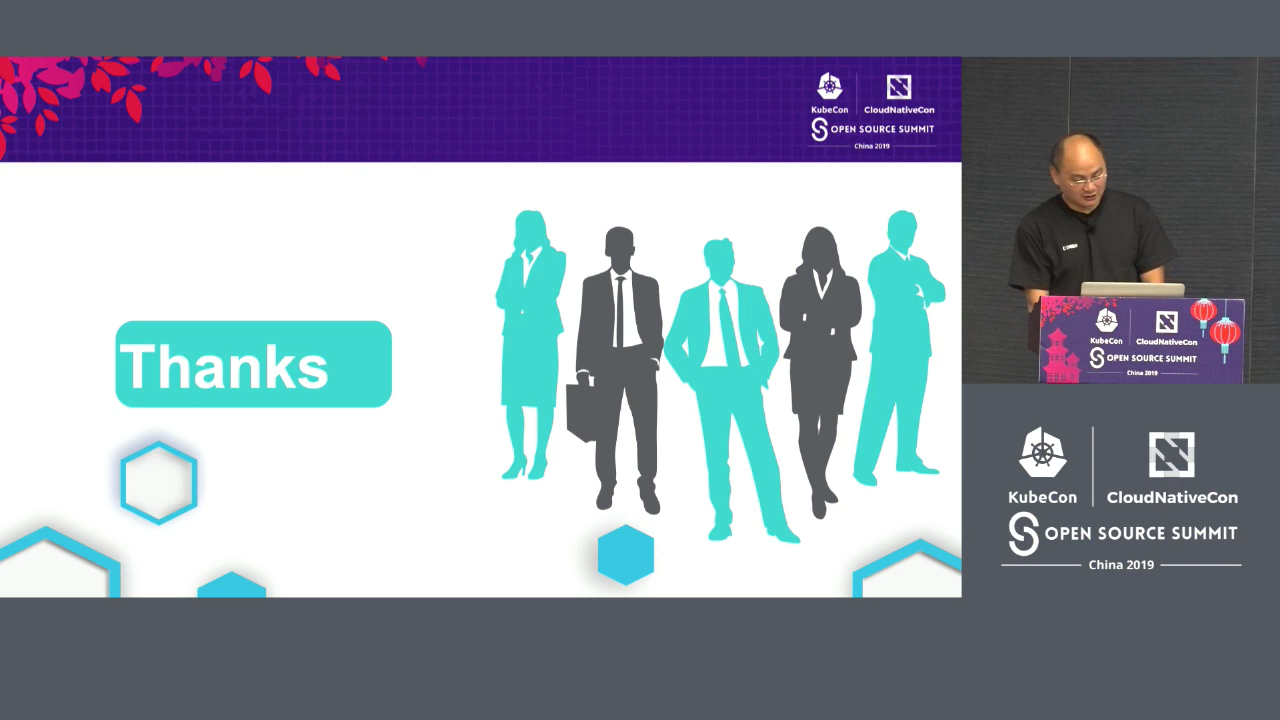 KubeCon
CloudNativeCon
OPEN SOURCE SUMMIT
China 2019
Thanks
KubeCon
CloudNativeCon
OPEN SOURCE SUMMIT
China 2019
KubeCon
CloudNativeCon
OPEN SOURCE SUMMIT
China 2019